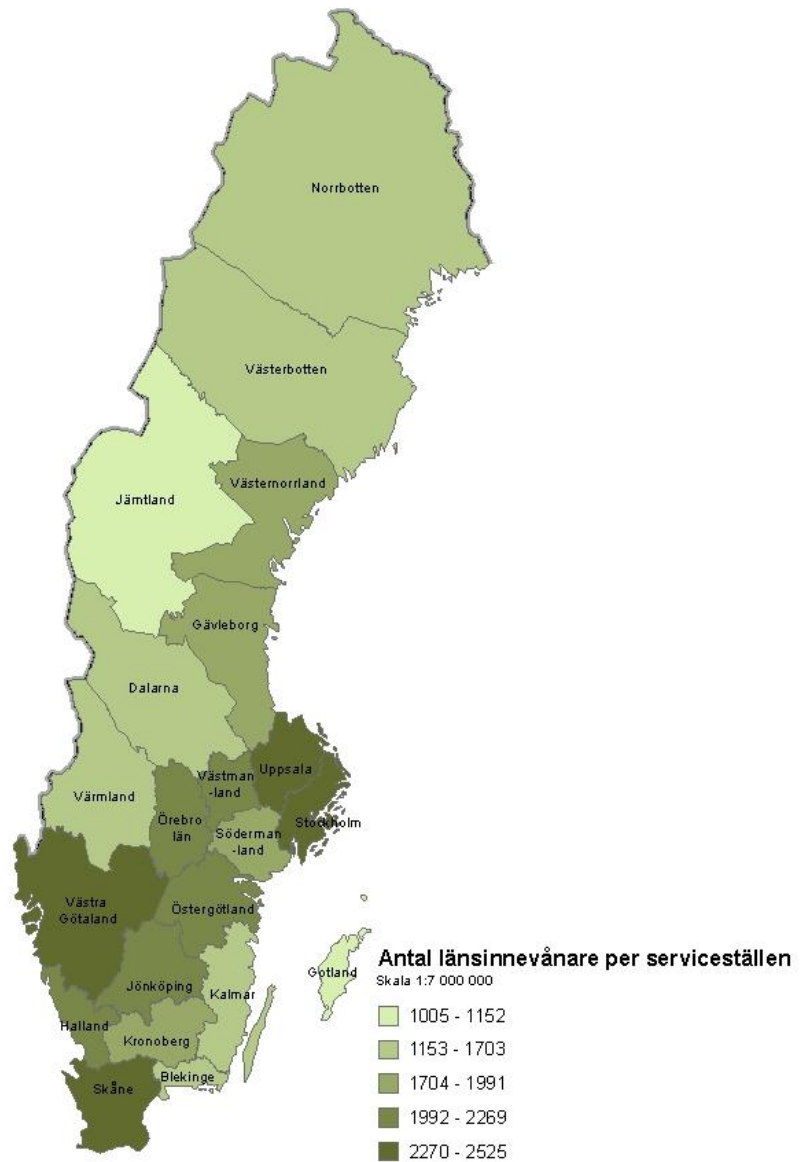 Norrbotten
Västerbotten
Jämtland
Västernorrland
Gävleborg
Dalarna
Värmland
Västman
-land
Uppsala
Örebro
län
Söderman
-land
Stockholm
Västra
Götaland
Östergötland
Jönköping
Kalmar
Gotland
Halland
Kronoberg
Blekinge
Skåne
Antal länsinnevånare per serviceställen
Skala 1:7 000 000
1005 - 1152
1153 - 1703
1704 - 1991
1992 - 2269
2270 - 2525